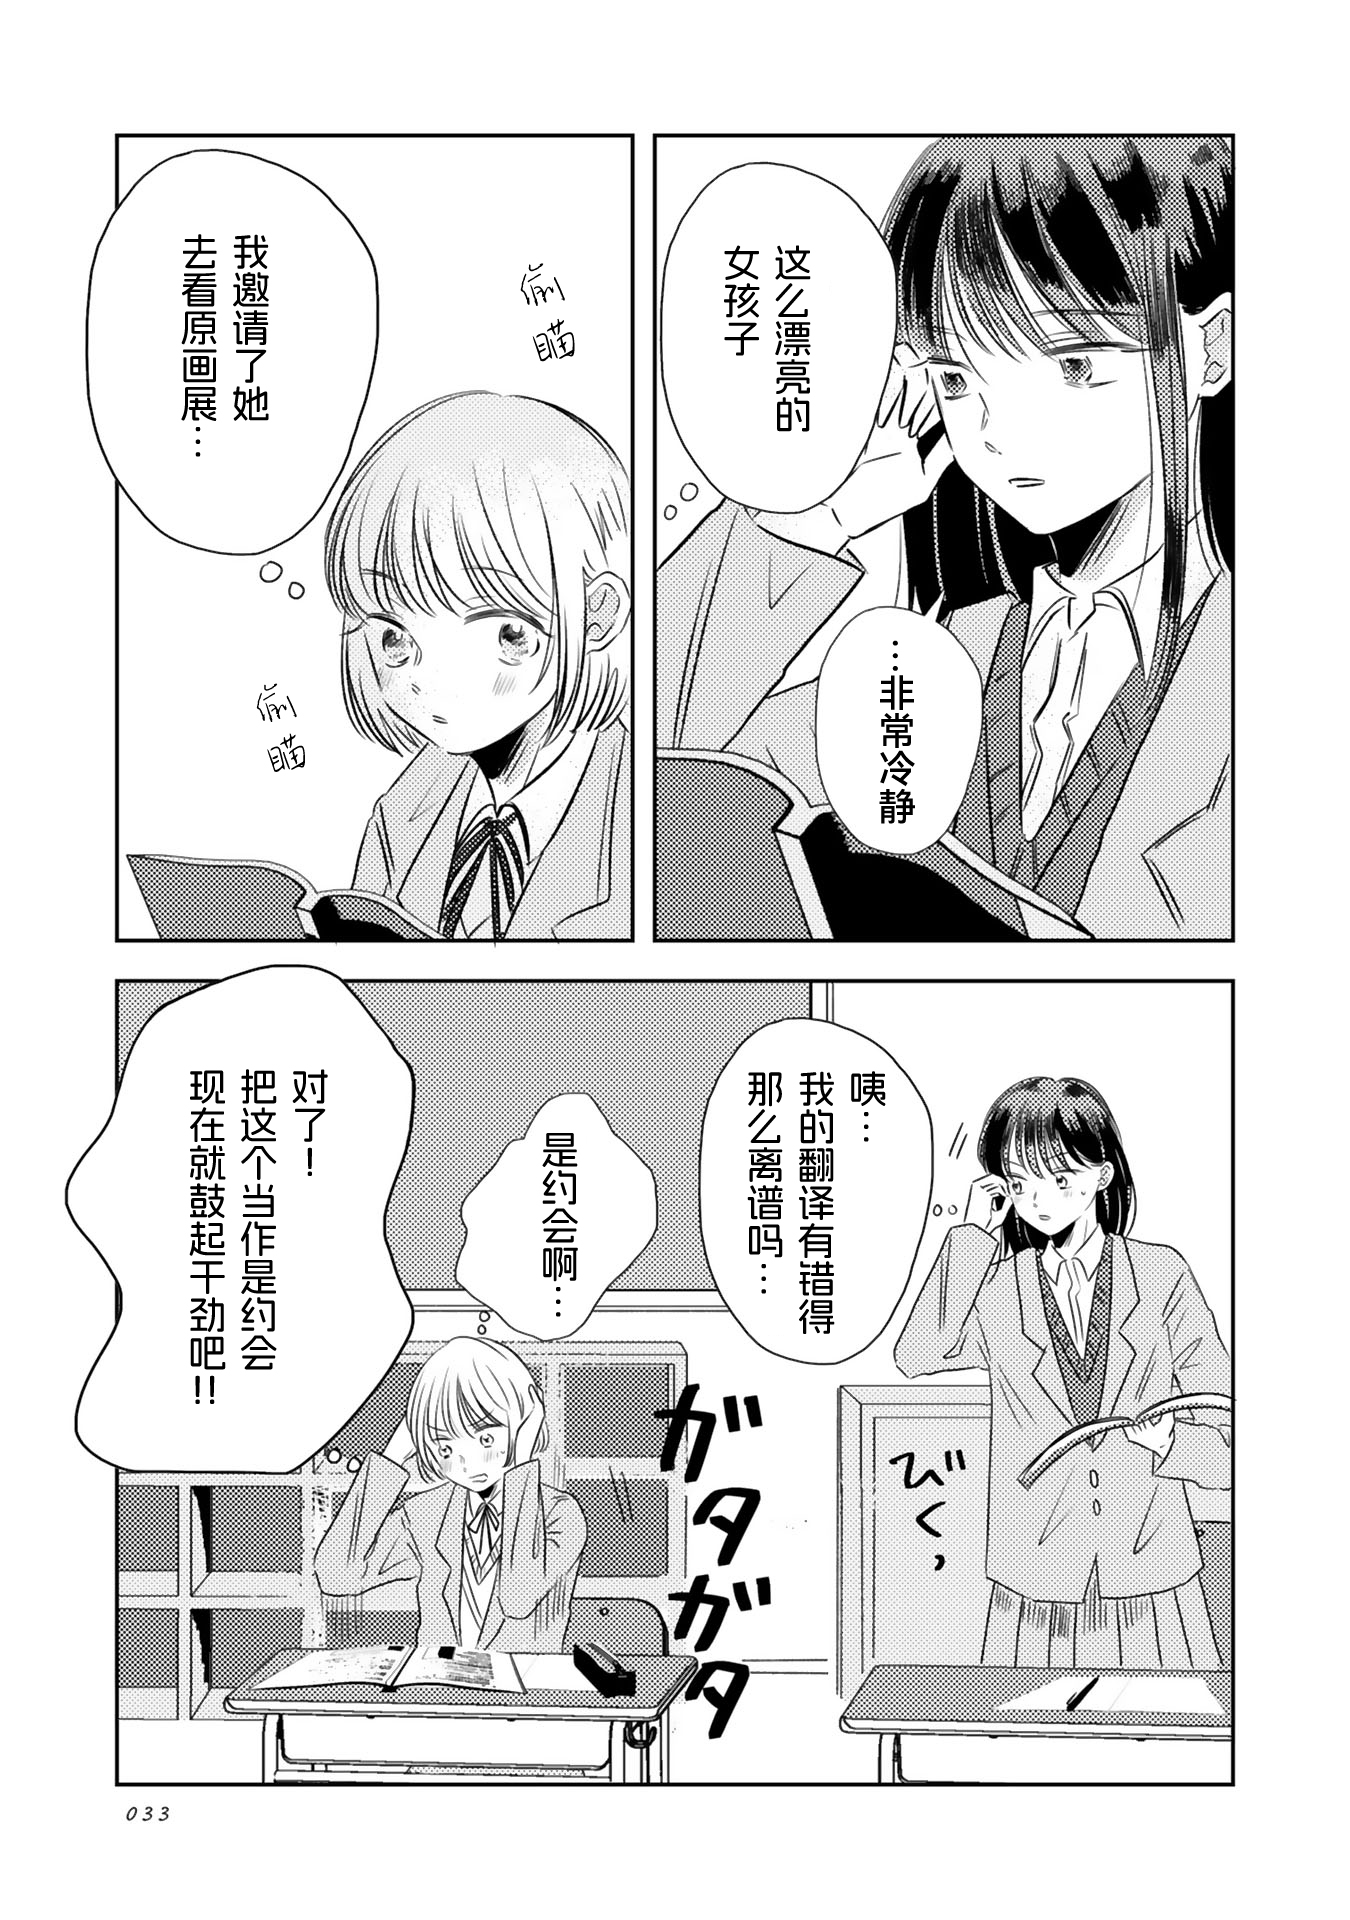 这么漂亮的
女孩子
…非常冷静
我邀请了她
去看原画展…
偷瞄
偷瞄
咦…
我的翻译有错得
那么离谱吗…
びくっ
是约会啊…
ガタガタ
对了！
把这个当作是约会
现在就鼓起干劲吧!!
033